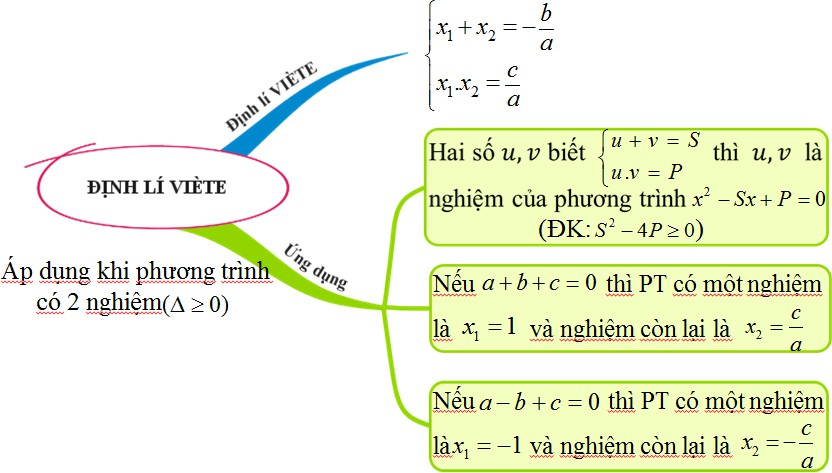 Định lí VIÈTE
x₁ + x₂ = -b/a
x₁.x₂ = c/a
ĐỊNH LÍ VIÈTE
Áp dụng khi phương trình
có 2 nghiệm(Δ ≥ 0)
Ứng dụng
Hai số u, v biết { u + v = S ; u.v = P thì u, v là
nghiệm của phương trình x² − Sx + P = 0
(ĐK: S² − 4P ≥ 0)
Nếu a + b + c = 0 thì PT có một nghiệm
là x₁ = 1 và nghiệm còn lại là x₂ = c/a
Nếu a − b + c = 0 thì PT có một nghiệm
là x₁ = −1 và nghiệm còn lại là x₂ = −c/a